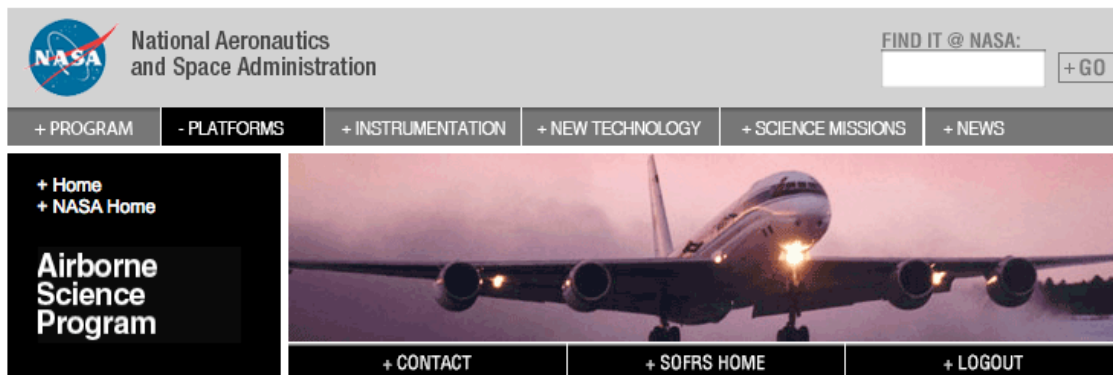 NASA
National Aeronautics
and Space Administration
FIND IT @ NASA:
+ GO
+ PROGRAM
- PLATFORMS
+ INSTRUMENTATION
+ NEW TECHNOLOGY
+ SCIENCE MISSIONS
+ NEWS
+ Home
+ NASA Home
Airborne
Science
Program
+ CONTACT
+ SOFRS HOME
+ LOGOUT